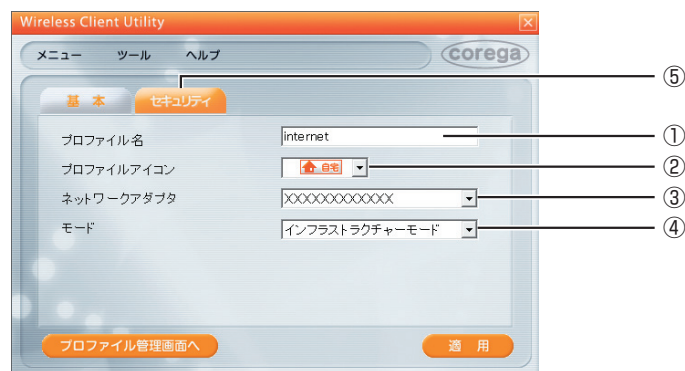 Wireless Client Utility
メニュー ツール ヘルプ corega
基 本 セキュリティ ⑤
プロファイル名 internet ①
プロファイルアイコン 自宅 ②
ネットワークアダプタ XXXXXXXXXXXX ③
モード インフラストラクチャーモード ④
プロファイル管理画面へ 適 用